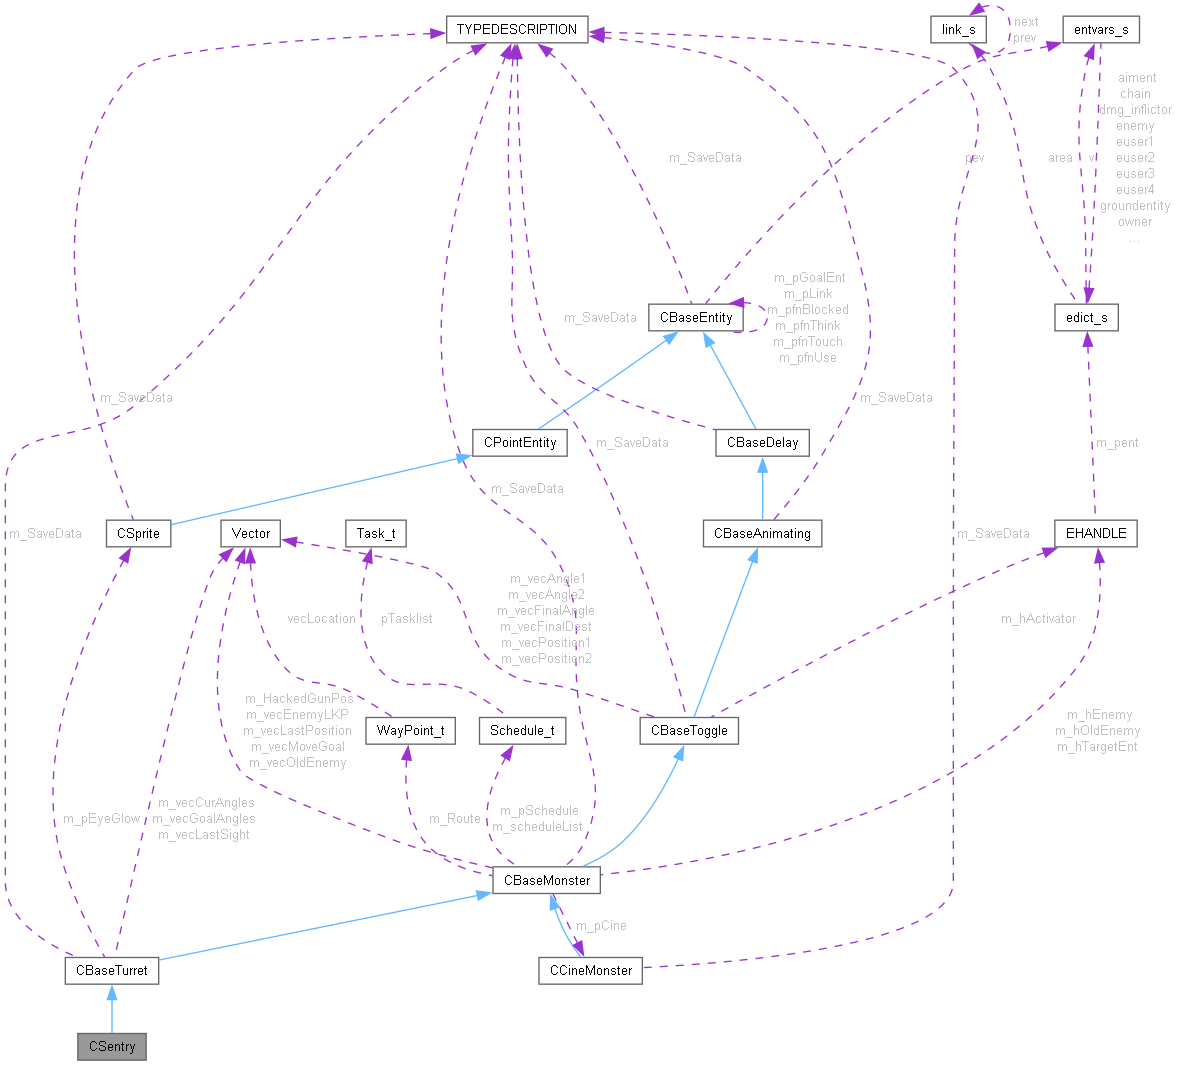 TYPEDESCRIPTION
link_s
next
prev
entvars_s
aiment
chain
dmg_inflictor
enemy
euser1
euser2
euser3
euser4
groundentity
owner
...
m_SaveData
pev
area
v
m_pGoalEnt
m_pLink
m_pfnBlocked
m_pfnThink
m_pfnTouch
m_pfnUse
CBaseEntity
edict_s
m_SaveData
m_SaveData
m_SaveData
CPointEntity
CBaseDelay
m_SaveData
m_pent
m_SaveData
CSprite
Vector
Task_t
CBaseAnimating
EHANDLE
m_SaveData
m_SaveData
vecLocation
pTasklist
m_vecAngle1
m_vecAngle2
m_vecFinalAngle
m_vecFinalDest
m_vecPosition1
m_vecPosition2
m_hActivator
m_HackedGunPos
m_vecEnemyLKP
m_vecLastPosition
m_vecMoveGoal
m_vecOldEnemy
WayPoint_t
Schedule_t
CBaseToggle
m_hEnemy
m_hOldEnemy
m_hTargetEnt
m_pEyeGlow
m_vecCurAngles
m_vecGoalAngles
m_vecLastSight
m_Route
m_pSchedule
m_scheduleList
CBaseMonster
m_pCine
CBaseTurret
CCineMonster
CSentry